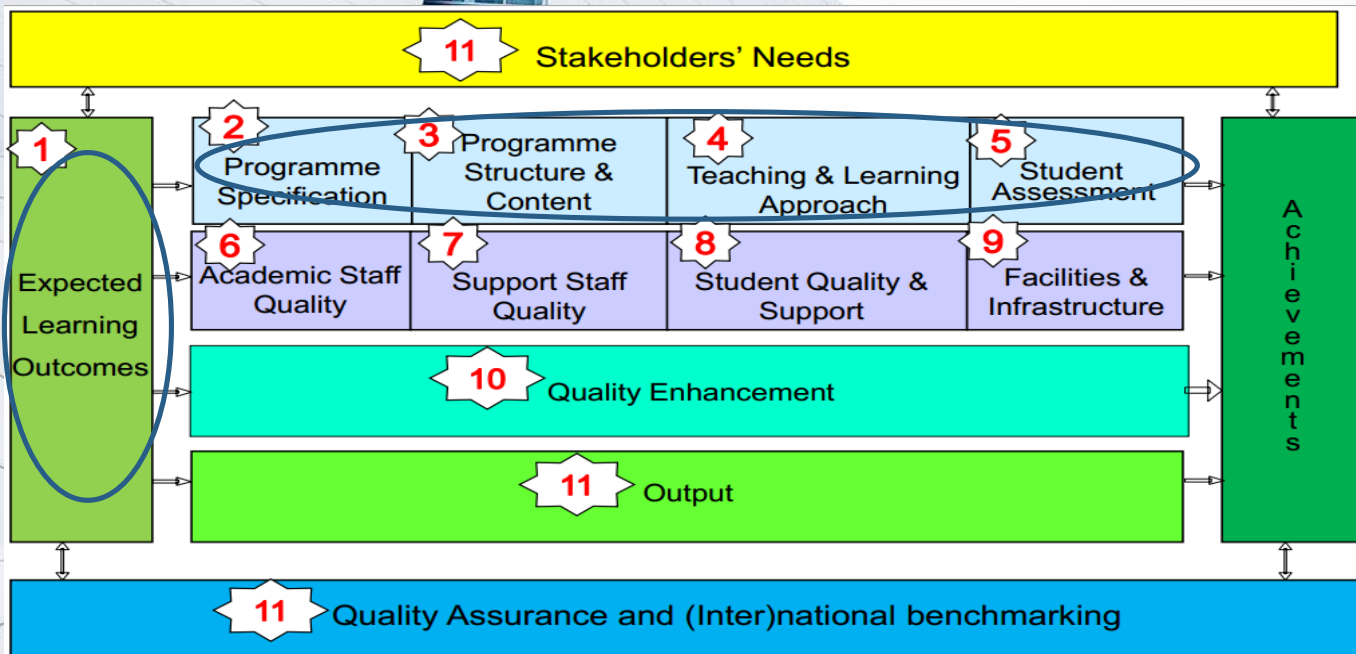 11 Stakeholders' Needs
1
Expected
Learning
Outcomes
2
Programme
Specification
3
Programme
Structure &
Content
4
Teaching & Learning
Approach
5
Student
Assessment
6
Academic Staff
Quality
7
Support Staff
Quality
8
Student Quality &
Support
9
Facilities &
Infrastructure
10 Quality Enhancement
11 Output
Achievements
11 Quality Assurance and (Inter)national benchmarking